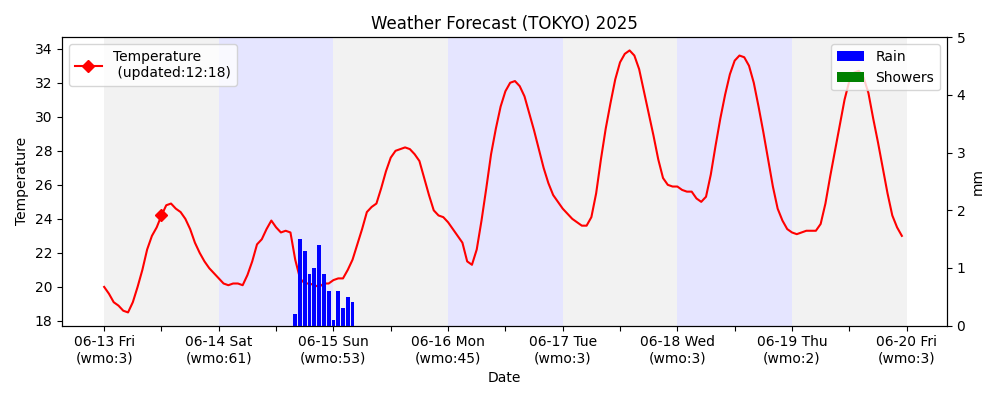 Weather Forecast (TOKYO) 2025
Temperature
(updated:12:18)
Rain
Showers
34
32
30
28
26
24
22
20
18
Temperature
5
4
3
2
1
0
mm
06-13 Fri
(wmo:3)
06-14 Sat
(wmo:61)
06-15 Sun
(wmo:53)
06-16 Mon
(wmo:45)
06-17 Tue
(wmo:3)
06-18 Wed
(wmo:3)
06-19 Thu
(wmo:2)
06-20 Fri
(wmo:3)
Date